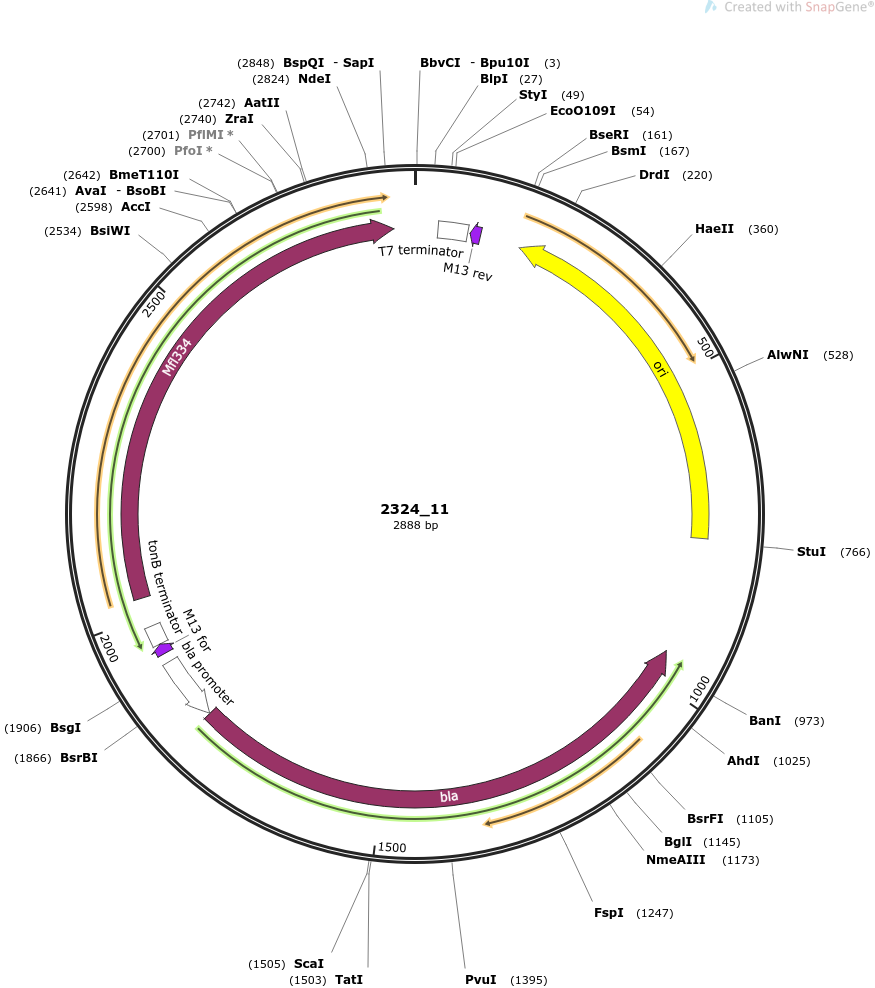 Created with SnapGene®
(2848) BspQI - SapI
(2824) NdeI
(2742) AatII
(2740) ZraI
(2701) PflMI *
(2700) PfoI *
(2642) BmeT110I
(2641) AvaI - BsoBI
(2598) AccI
(2534) BsiWI
BbvCI - Bpu10I (3)
BlpI (27)
StyI (49)
EcoO109I (54)
BseRI (161)
BsmI (167)
DrdI (220)
HaeII (360)
AlwNI (528)
StuI (766)
BanI (973)
AhdI (1025)
BsrFI (1105)
BglI (1145)
NmeAIII (1173)
FspI (1247)
PvuI (1395)
(1503) TatI
(1505) ScaI
(1866) BsrBI
(1906) BsgI
T7 terminator
M13 rev
ori
500
1000
1500
2000
2500
Mfl334
tonB terminator
M13 for
bla promoter
bla
2324_11
2888 bp